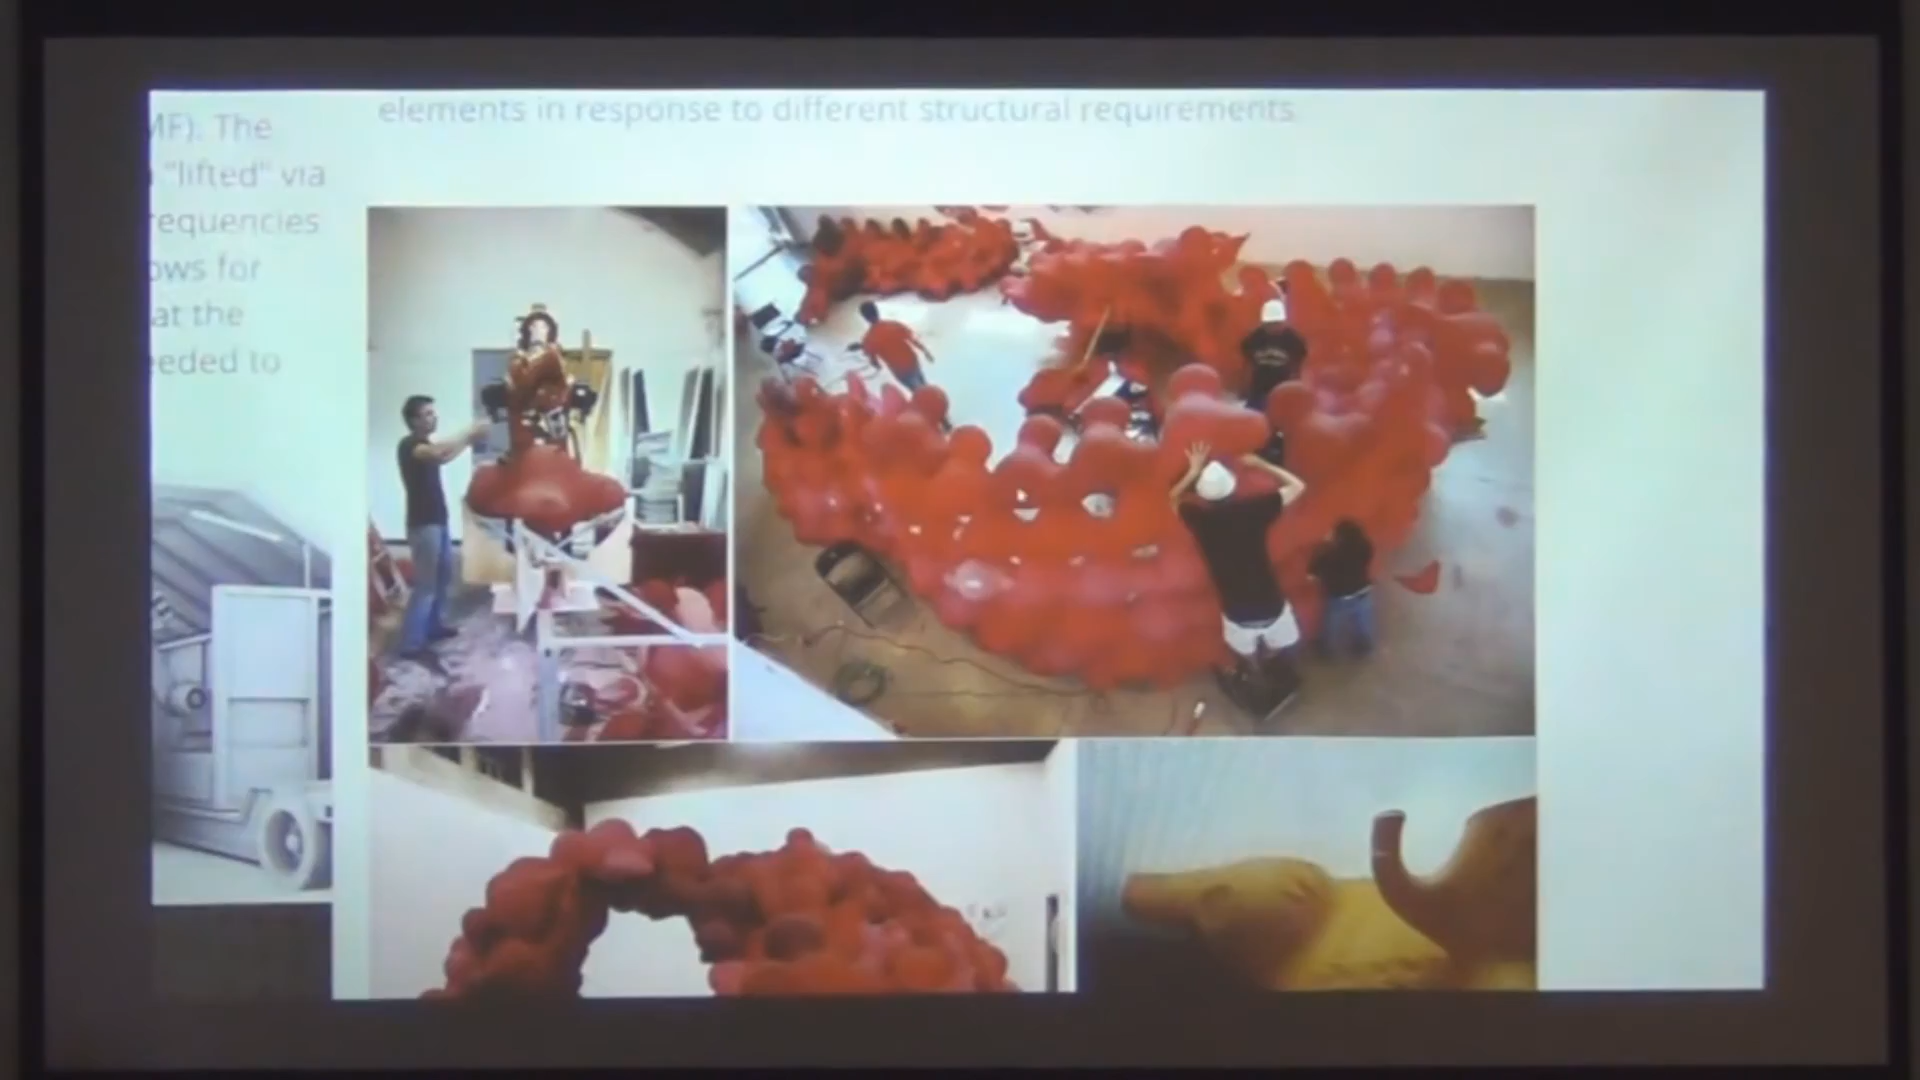 elements in response to different structural requirements.
MF). The
"lifted" via
requencies
ows for
at the
eeded to